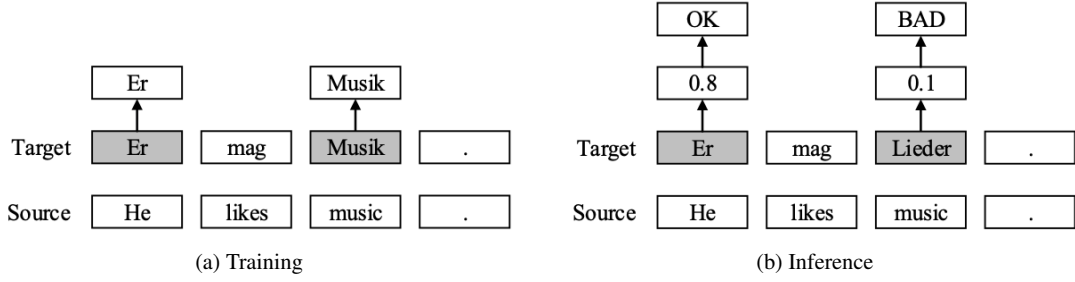 OK BAD
Er Musik 0.8 0.1
Target Er mag Musik . Target Er mag Lieder .
Source He likes music . Source He likes music .
(a) Training (b) Inference